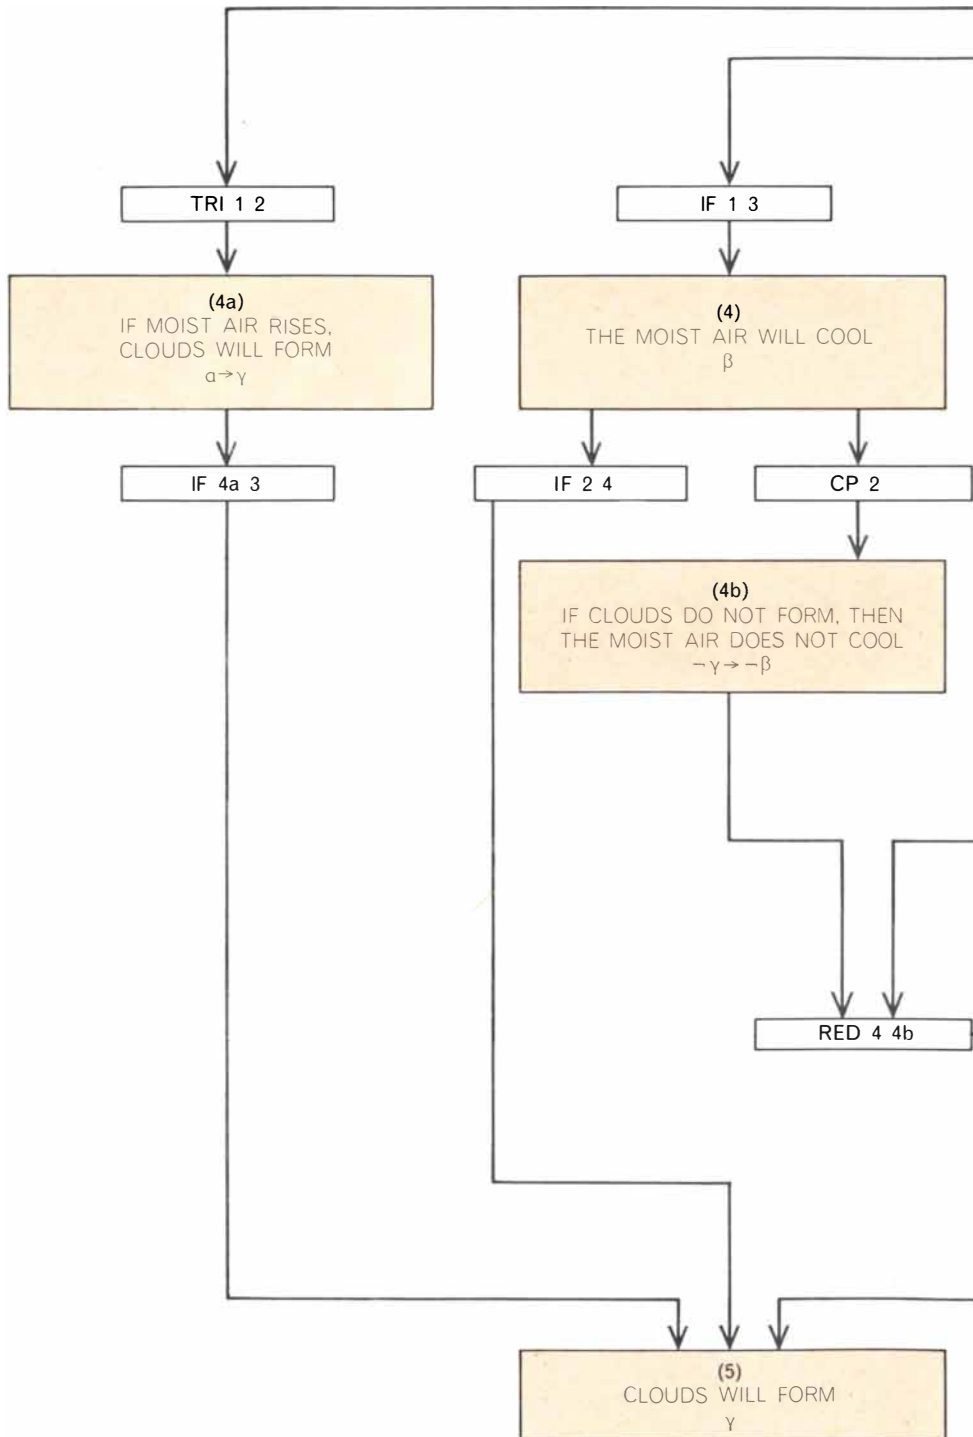 TRI 1 2
IF 1 3
(4a)
IF MOIST AIR RISES,
CLOUDS WILL FORM
α→γ
(4)
THE MOIST AIR WILL COOL
β
IF 4a 3
IF 2 4
CP 2
(4b)
IF CLOUDS DO NOT FORM, THEN
THE MOIST AIR DOES NOT COOL
¬γ→¬β
RED 4 4b
(5)
CLOUDS WILL FORM
γ